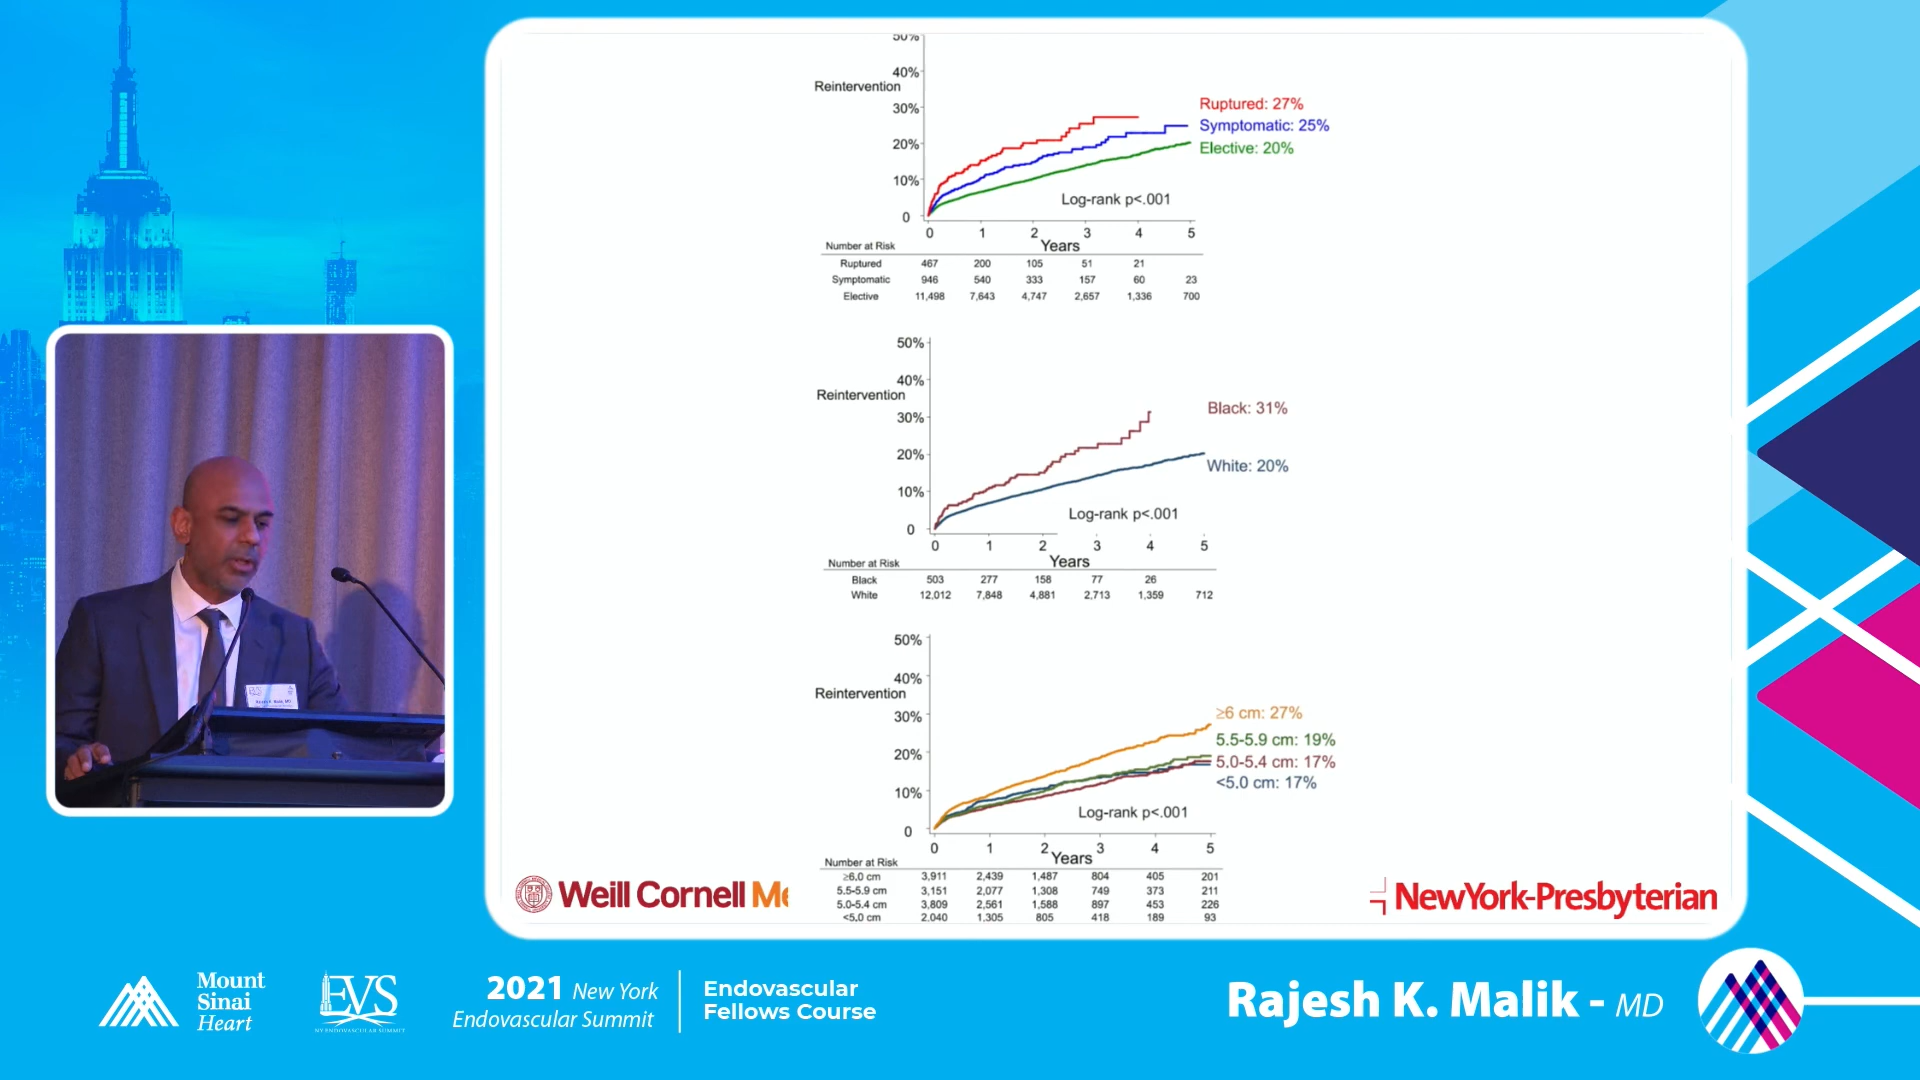 50%
40%
Reintervention
30%
20%
10%
0
Ruptured: 27%
Symptomatic: 25%
Elective: 20%
Log-rank p<.001
0 1 2 3 4 5
Years
Number at Risk
Ruptured 467 200 105 51 21
Symptomatic 946 540 333 157 60 23
Elective 11,498 7,643 4,747 2,657 1,336 700
50%
40%
Reintervention
30%
20%
10%
0
Black: 31%
White: 20%
Log-rank p<.001
0 1 2 3 4 5
Years
Number at Risk
Black 503 277 158 77 26
White 12,012 7,848 4,881 2,713 1,359 712
50%
40%
Reintervention
30%
20%
10%
0
≥6 cm: 27%
5.5-5.9 cm: 19%
5.0-5.4 cm: 17%
<5.0 cm: 17%
Log-rank p<.001
0 1 2 3 4 5
Years
Number at Risk
≥6.0 cm 3,911 2,439 1,487 804 405 201
5.5-5.9 cm 3,151 2,077 1,308 749 373 211
5.0-5.4 cm 3,809 2,561 1,588 897 453 226
<5.0 cm 2,040 1,305 805 418 189 93
Weill Cornell Me
NewYork-Presbyterian
Mount
Sinai
Heart
EVS
NY ENDOVASCULAR SUMMIT
2021 New York
Endovascular Summit
Endovascular
Fellows Course
Rajesh K. Malik - MD